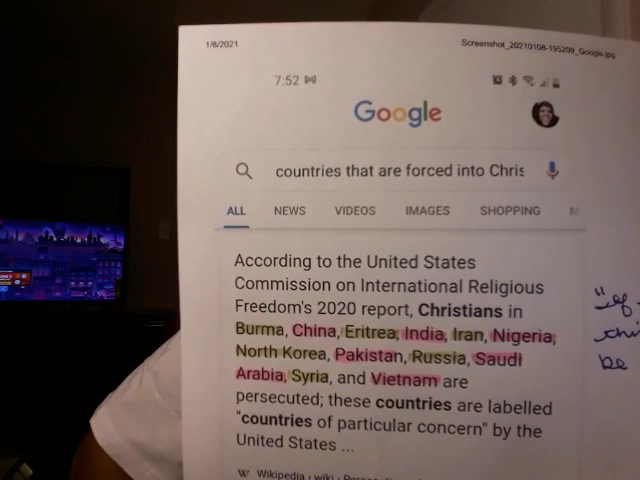 1/8/2021 Screenshot_20210108-195209_Google.jpg
7:52
Google
countries that are forced into Chris
ALL NEWS VIDEOS IMAGES SHOPPING M
According to the United States
Commission on International Religious
Freedom's 2020 report, Christians in
Burma, China, Eritrea, India, Iran, Nigeria,
North Korea, Pakistan, Russia, Saudi
Arabia, Syria, and Vietnam are
persecuted; these countries are labelled
"countries of particular concern" by the
United States ...
W Wikipedia › wiki ›
"if
thi
be